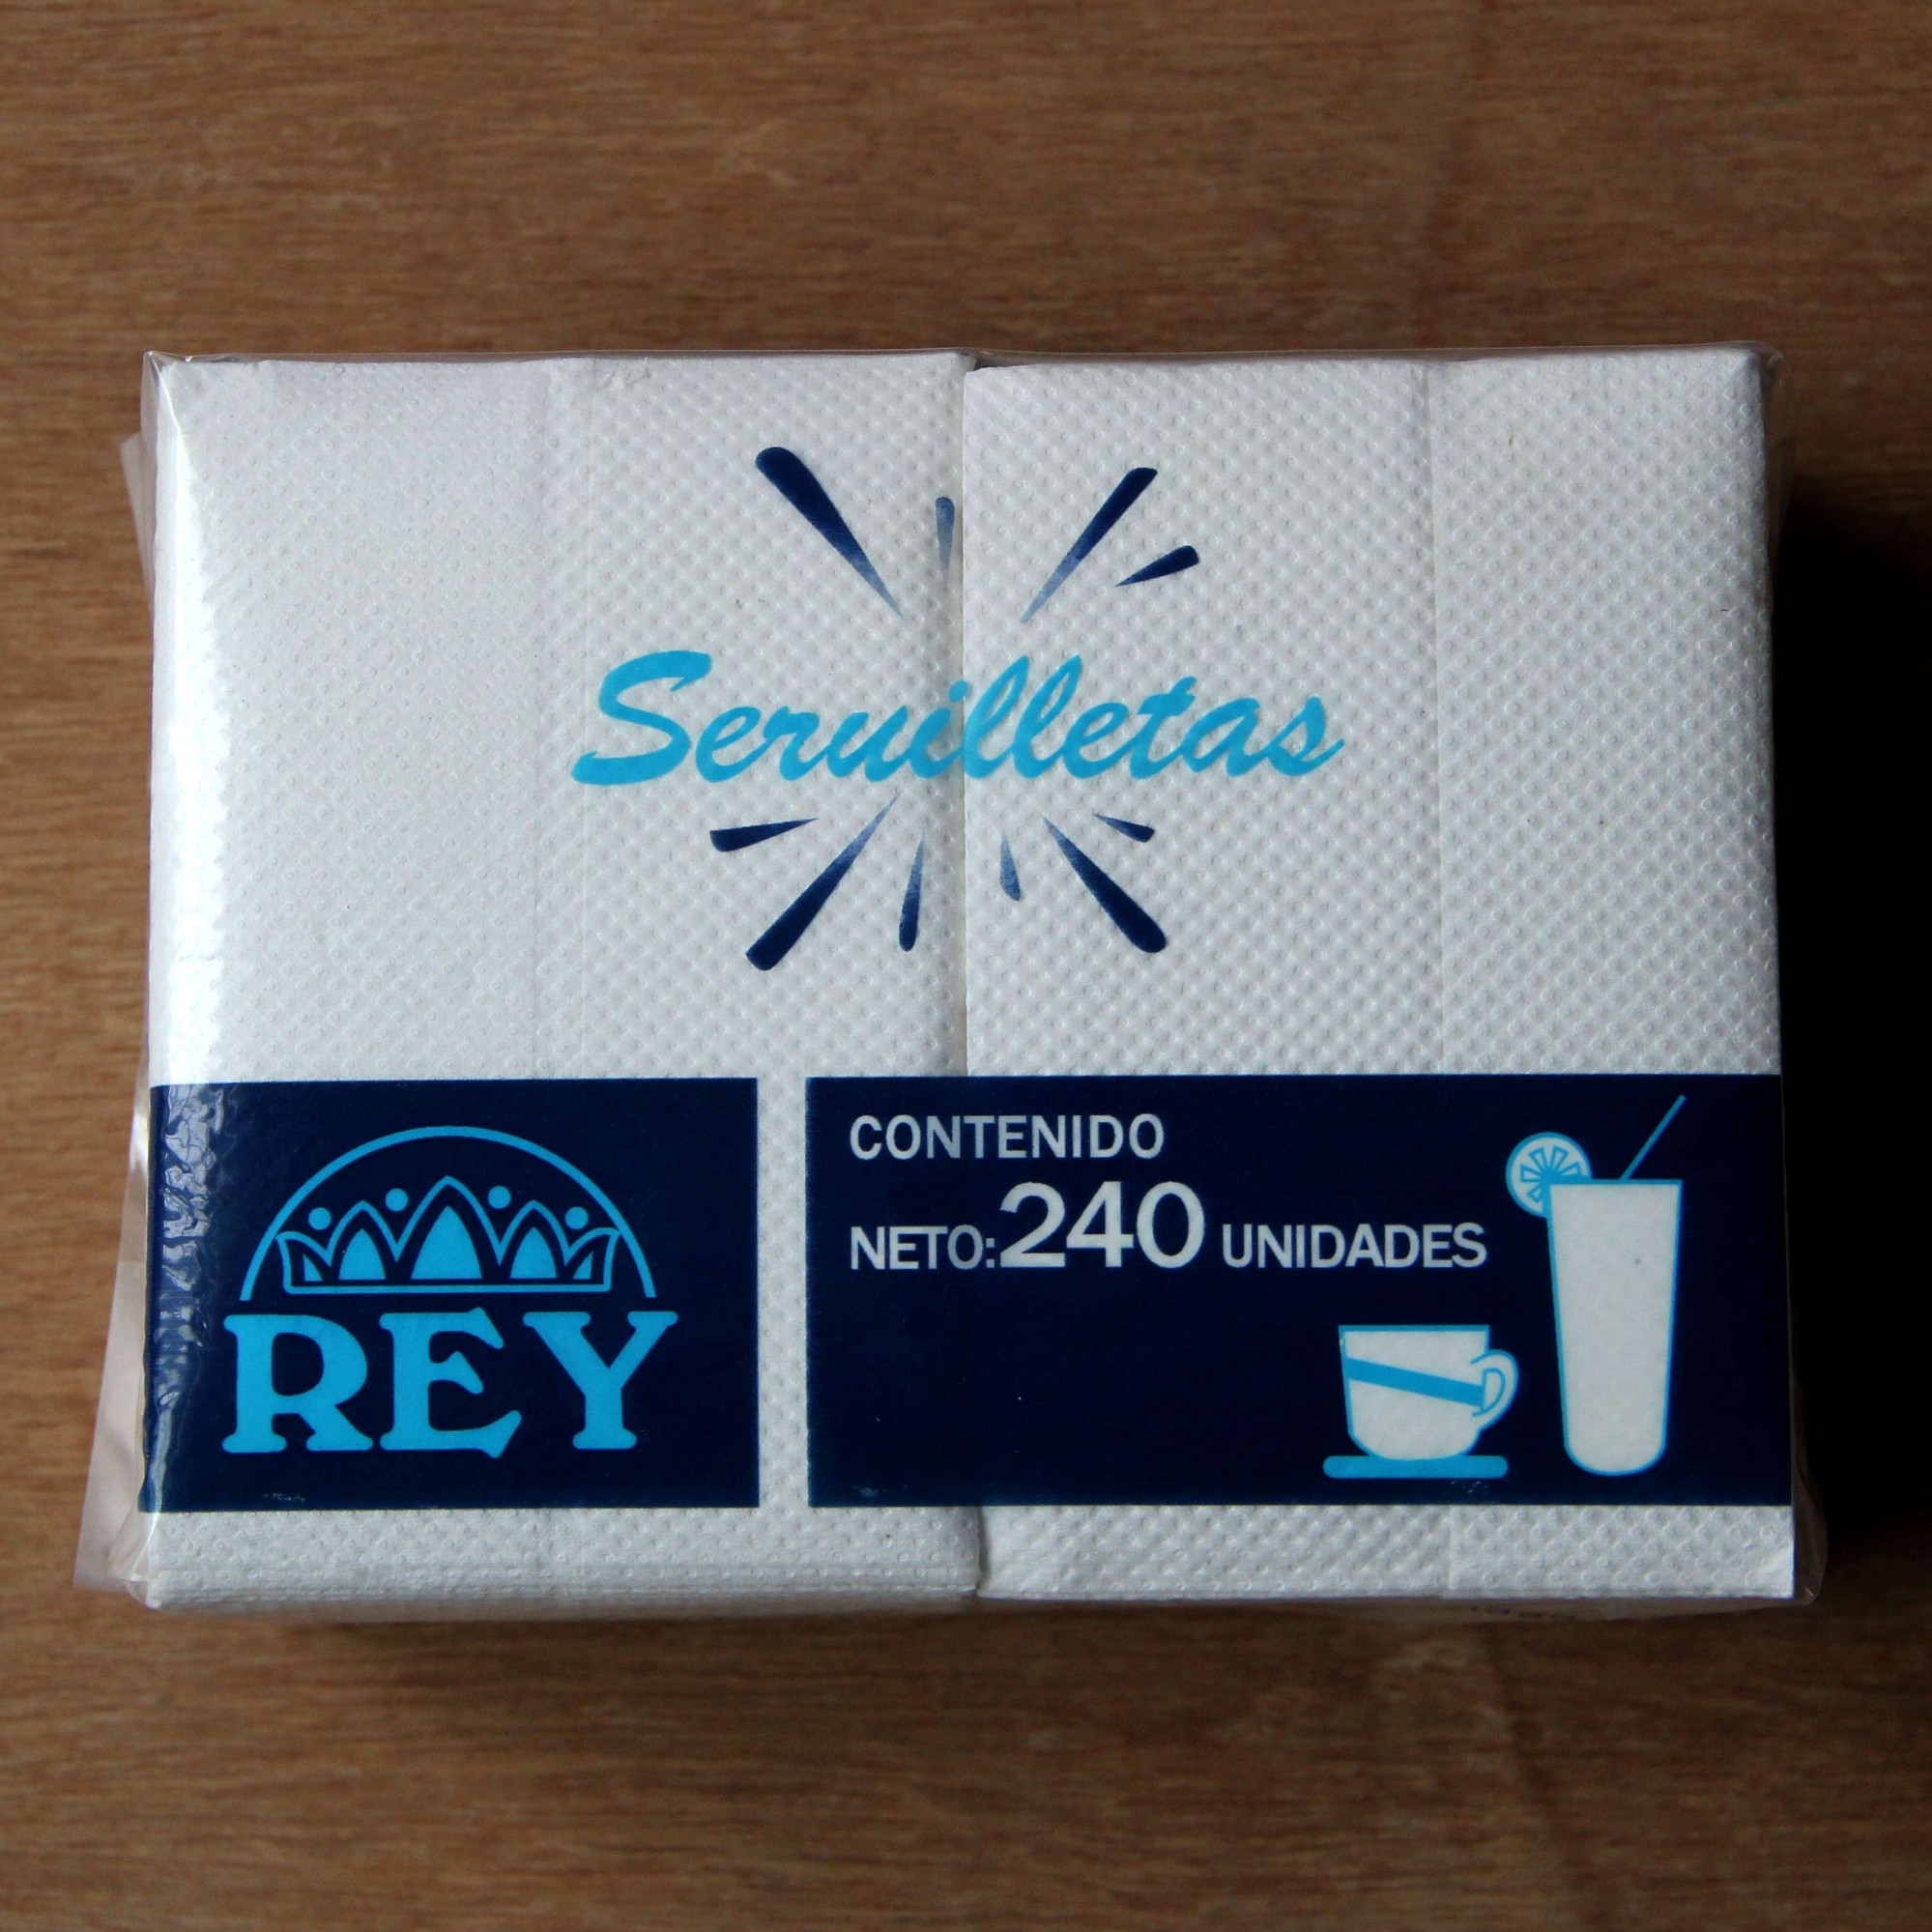 Servilletas
REY
CONTENIDO
NETO: 240 UNIDADES